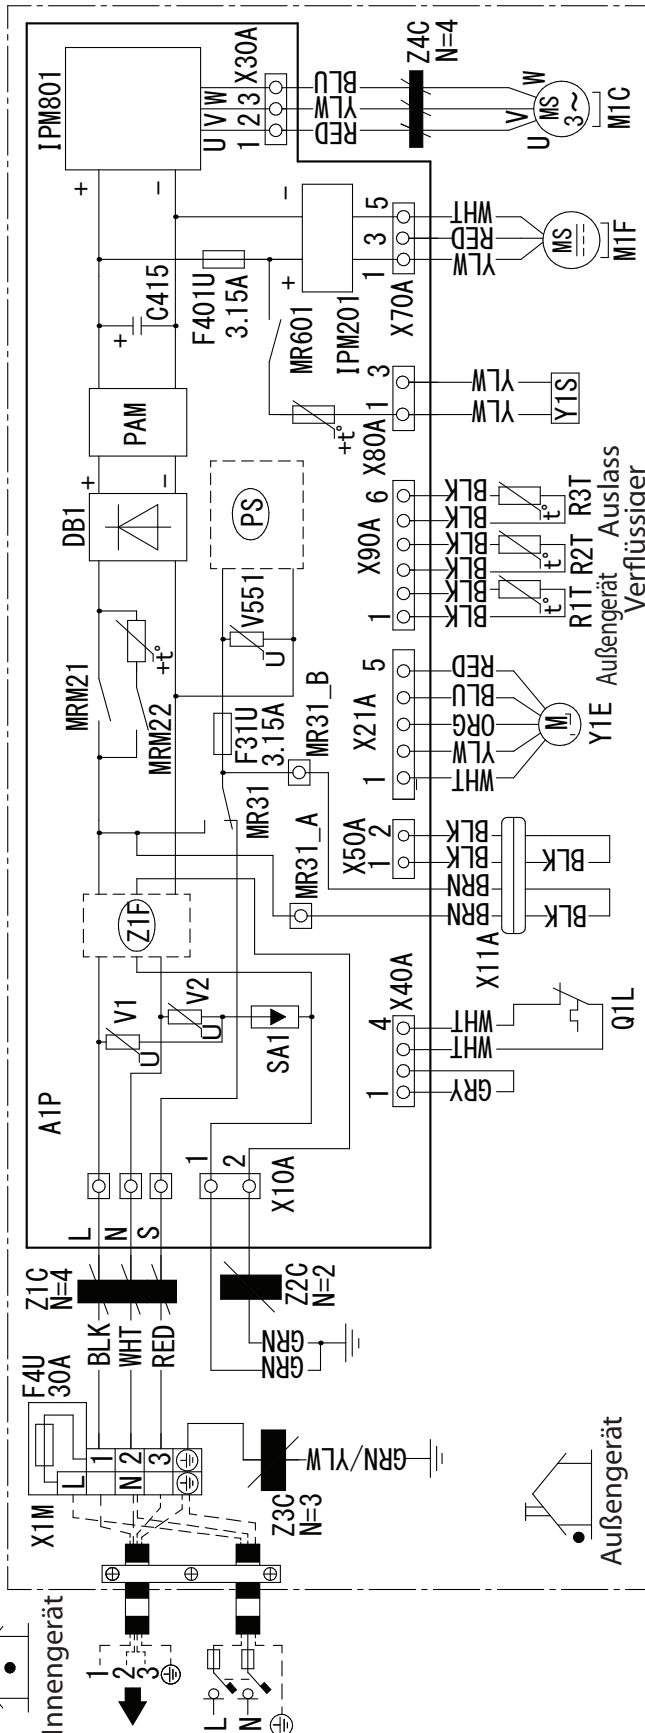 Innengerät
1
2
3
L
N
X1M
F4U
30A
L
N
1
2
3
Z1C
N=4
BLK
WHT
RED
L
N
S
Z3C
N=3
GRN/YLW
GRN
GRN
Z2C
N=2
X10A
1
2
A1P
V1
U
V2
U
SA1
Z1F
MRM21
MRM22
+t°
MR31
MR31_A
MR31_B
F31U
3.15A
V551
U
PS
DB1
+
-
PAM
+
C415
F401U
3.15A
MR601
+t°
IPM201
+
-
IPM801
+
-
U
V
W
1
2
3
X30A
RED
YLW
BLU
Z4C
N=4
U
V
W
MS
3~
M1C
X70A
1
3
5
YLW
RED
WHT
MS
M1F
X80A
1
3
YLW
YLW
Y1S
X90A
1
6
BLK
BLK
BLK
BLK
BLK
BLK
t°
t°
t°
R1T
R2T
R3T
Außengerät
Verflüssiger
Auslass
X21A
1
5
WHT
YLW
ORG
BLU
RED
M
Y1E
X50A
1
2
BRN
BRN
BLK
BLK
X11A
BLK
BLK
X40A
1
4
GRY
WHT
WHT
Q1L
Außengerät